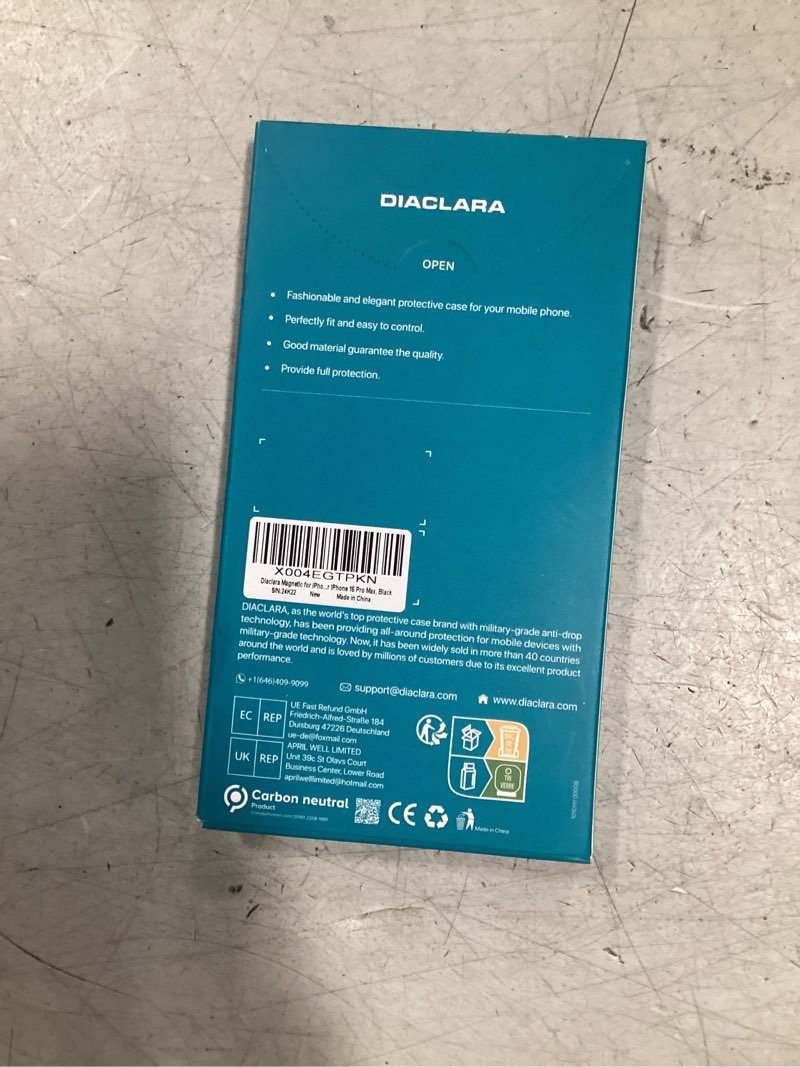 DIACLARA
OPEN
• Fashionable and elegant protective case for your mobile phone.
• Perfectly fit and easy to control.
• Good material guarantee the quality.
• Provide full protection.
X004EGTPKN
Diaclara Magnetic for iPho...r iPhone 16 Pro Max, Black
S/N:24K22 New Made in China
DIACLARA, as the world's top protective case brand with military-grade anti-drop
technology, has been providing all-around protection for mobile devices with
military-grade technology. Now, it has been widely sold in more than 40 countries
around the world and is loved by millions of customers due to its excellent product
performance.
+1(646)409-9099 support@diaclara.com www.diaclara.com
EC REP
UE Fast Refund GmbH
Friedrich-Alfred-Straße 184
Duisburg 47226 Deutschland
ue-de@foxmail.com
UK REP
APRIL WELL LIMITED
Unit 39c St Olavs Court
Business Center, Lower Road
aprilwelllimited@hotmail.com
BAC DE TRI
TRI VERRE
Carbon neutral
Product
CE
Made in China